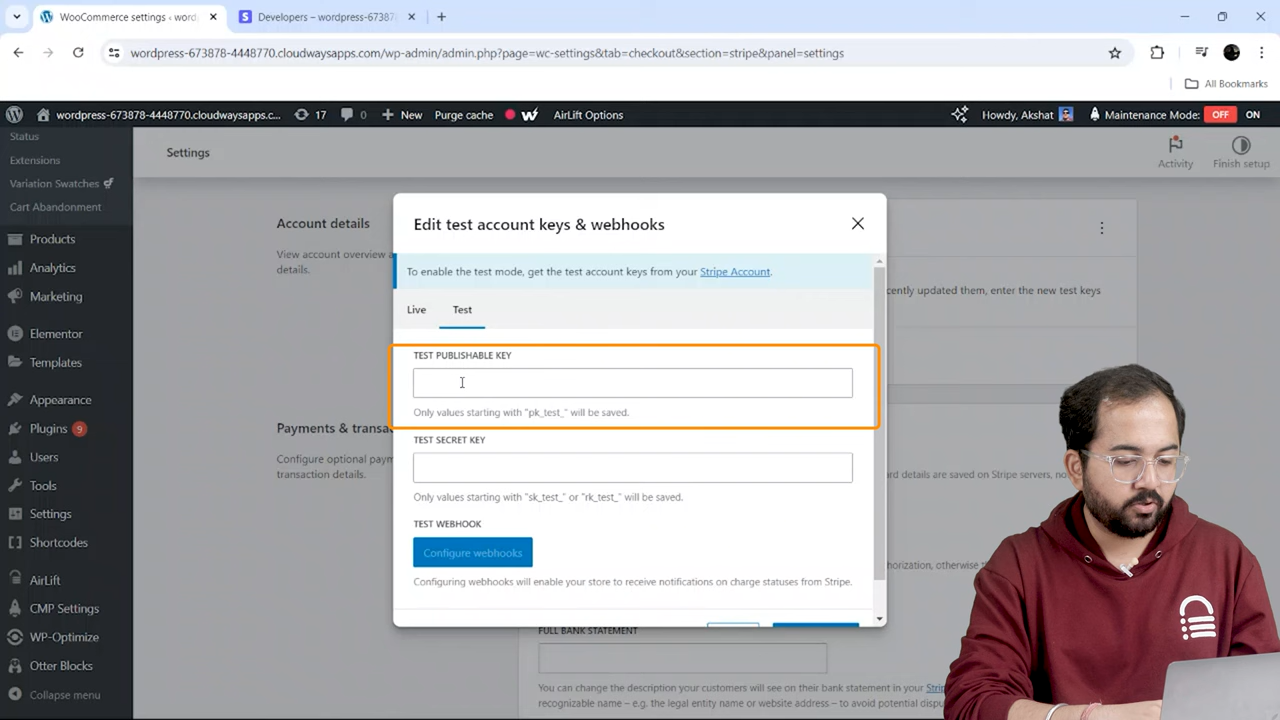 WooCommerce settings ‹ word
Developers – wordpress-6738
wordpress-673878-4448770.cloudwaysapps.com/wp-admin/admin.php?page=wc-settings&tab=checkout&section=stripe&panel=settings
All Bookmarks
wordpress-673878-4448770.cloudwaysapps.c... 17 0 New Purge cache AirLift Options Howdy, Akshat Maintenance Mode: OFF ON
Status
Extensions
Variation Swatches
Cart Abandonment
Products
Analytics
Marketing
Elementor
Templates
Appearance
Plugins 9
Users
Tools
Settings
Shortcodes
AirLift
CMP Settings
WP-Optimize
Otter Blocks
Collapse menu
Settings
Activity
Finish setup
Account details
View account overview a
details.
Payments & transac
Configure optional paym
transaction details.
Edit test account keys & webhooks
To enable the test mode, get the test account keys from your Stripe Account.
Live Test
TEST PUBLISHABLE KEY
Only values starting with "pk_test_" will be saved.
TEST SECRET KEY
Only values starting with "sk_test_" or "rk_test_" will be saved.
TEST WEBHOOK
Configure webhooks
Configuring webhooks will enable your store to receive notifications on charge statuses from Stripe.
cently updated them, enter the new test keys
rd details are saved on Stripe servers, no
horization, otherwise th
FULL BANK STATEMENT
You can change the description your customers will see on their bank statement in your Strip
recognizable name – e.g. the legal entity name or website address – to avoid potential dispu